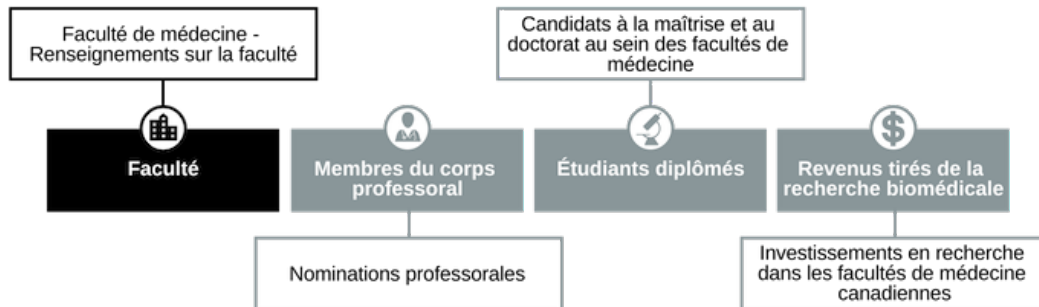 Faculté de médecine -
Renseignements sur la faculté
Candidats à la maîtrise et au
doctorat au sein des facultés de
médecine
$
Faculté
Membres du corps
professoral
Étudiants diplômés
Revenus tirés de la
recherche biomédicale
Nominations professorales
Investissements en recherche
dans les facultés de médecine
canadiennes